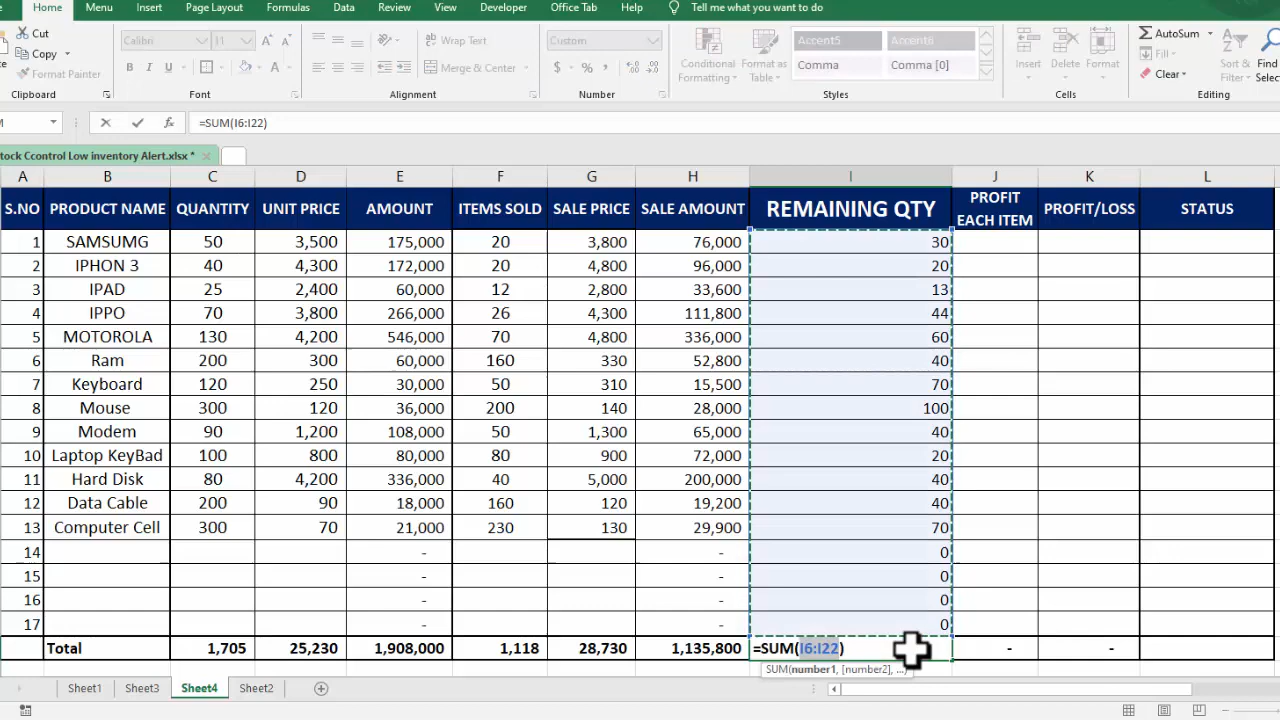 Home Menu Insert Page Layout Formulas Data Review View Developer Office Tab Help Tell me what you want to do
Cut
Copy
Format Painter
Calibri 11
B I U A
Wrap Text
Merge & Center
Custom
$ % ,
Conditional Formatting
Format as Table
Accent5 Accent6
Comma Comma [0]
Insert Delete Format
AutoSum
Fill
Clear
Sort & Filter
Find
Clipboard Font Alignment Number Styles Cells Editing
=SUM(I6:I22)
tock Ccontrol Low inventory Alert.xlsx *
A B C D E F G H I J K L
S.NO PRODUCT NAME QUANTITY UNIT PRICE AMOUNT ITEMS SOLD SALE PRICE SALE AMOUNT REMAINING QTY PROFIT EACH ITEM PROFIT/LOSS STATUS
1 SAMSUMG 50 3,500 175,000 20 3,800 76,000 30
2 IPHON 3 40 4,300 172,000 20 4,800 96,000 20
3 IPAD 25 2,400 60,000 12 2,800 33,600 13
4 IPPO 70 3,800 266,000 26 4,300 111,800 44
5 MOTOROLA 130 4,200 546,000 70 4,800 336,000 60
6 Ram 200 300 60,000 160 330 52,800 40
7 Keyboard 120 250 30,000 50 310 15,500 70
8 Mouse 300 120 36,000 200 140 28,000 100
9 Modem 90 1,200 108,000 50 1,300 65,000 40
10 Laptop KeyBad 100 800 80,000 80 900 72,000 20
11 Hard Disk 80 4,200 336,000 40 5,000 200,000 40
12 Data Cable 200 90 18,000 160 120 19,200 40
13 Computer Cell 300 70 21,000 230 130 29,900 70
14 - - 0
15 - - 0
16 - - 0
17 - - 0
Total 1,705 25,230 1,908,000 1,118 28,730 1,135,800 =SUM(I6:I22) - -
SUM(number1, [number2], ...)
Sheet1 Sheet3 Sheet4 Sheet2